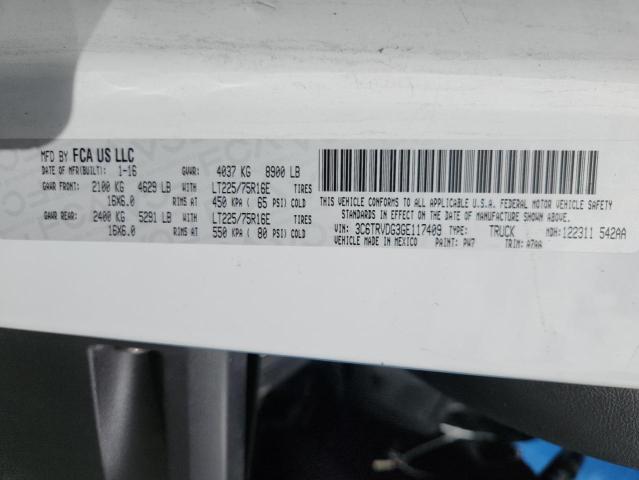 MFD BY FCA US LLC
DATE OF MFR(BUILT): 1-16 GVWR: 4037 KG 8900 LB
GAWR FRONT: 2100 KG 4629 LB WITH LT225/75R16E TIRES
16X6.0 RIMS AT 450 KPA ( 65 PSI) COLD
GAWR REAR: 2400 KG 5291 LB WITH LT225/75R16E TIRES
16X6.0 RIMS AT 550 KPA ( 80 PSI) COLD
THIS VEHICLE CONFORMS TO ALL APPLICABLE U.S.A. FEDERAL MOTOR VEHICLE SAFETY
STANDARDS IN EFFECT ON THE DATE OF MANUFACTURE SHOWN ABOVE.
VIN: 3C6TRVDG3GE117409 TYPE: TRUCK MDH: 122311 542AA
VEHICLE MADE IN MEXICO PAINT: PW7 TRIM: A7AA